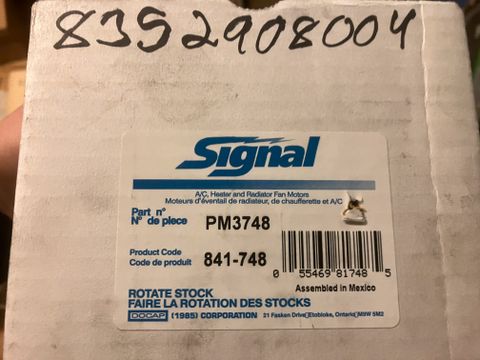 8352908004
Signal
A/C, Heater and Radiator Fan Motors
Moteurs d'éventail de radiateur, de chaufferette et A/C
Part n° PM3748
N° de piece
Product Code 841-748
Code de produit
0 55469 81748 5
Assembled in Mexico
ROTATE STOCK
FAIRE LA ROTATION DES STOCKS
DOCAP (1985) CORPORATION 21 Fasken Drive, Etobicoke, Ontario, M9W 5M2